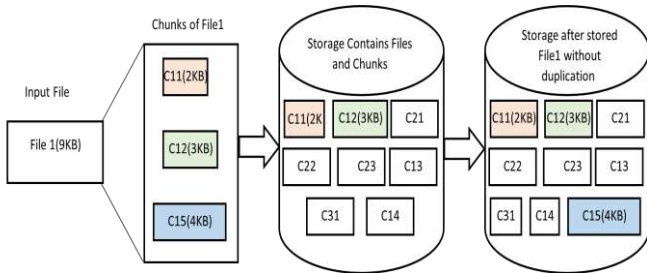 Chunks of File1
Input File
File 1(9KB)
C11(2KB)
C12(3KB)
C15(4KB)
Storage Contains Files
and Chunks
C11(2K
C12(3KB)
C21
C22
C23
C13
C31
C14
Storage after stored
File1 without
duplication
C11(2KB)
C12(3KB)
C21
C22
C23
C13
C31
C14
C15(4KB)